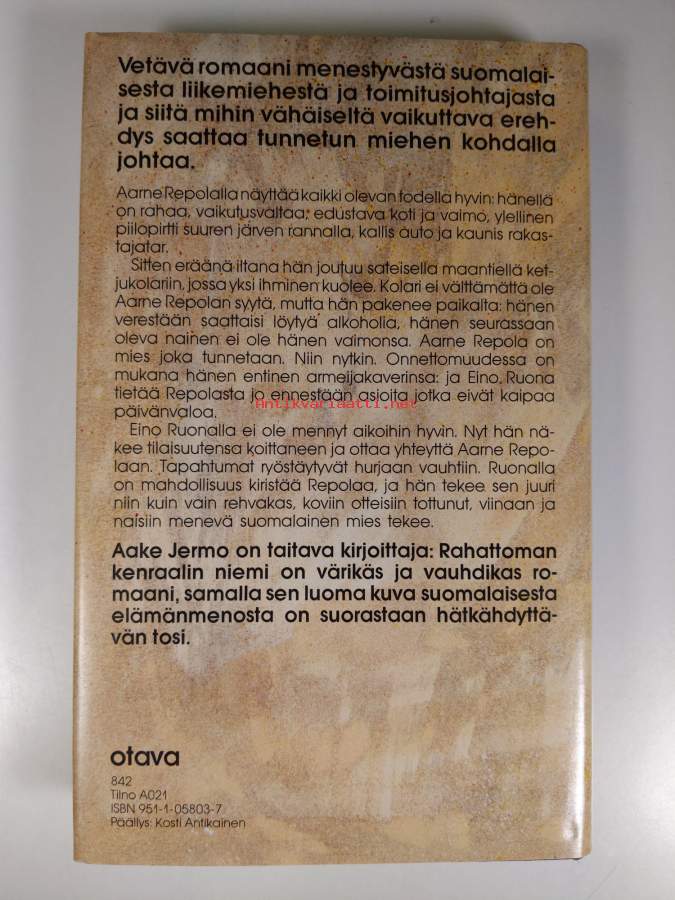 Vetävä romaani menestyvästä suomalai-
sesta liikemiehestä ja toimitusjohtajasta
ja siitä mihin vähäiseltä vaikuttava ereh-
dys saattaa tunnetun miehen kohdalla
johtaa.
Aarne Repolalla näyttää kaikki olevan todella hyvin: hänellä
on rahaa, vaikutusvaltaa, edustava koti ja vaimo, ylellinen
piilopirtti suuren järven rannalla, kallis auto ja kaunis rakas-
tajatar.
Sitten eräänä iltana hän joutuu sateisella maantiellä ket-
jukolariin, jossa yksi ihminen kuolee. Kolari ei välttämättä ole
Aarne Repolan syytä, mutta hän pakenee paikalta: hänen
verestään saattaisi löytyä alkoholia, hänen seurassaan
oleva nainen ei ole hänen vaimonsa. Aarne Repola on
mies joka tunnetaan. Niin nytkin. Onnettomuudessa on
mukana hänen entinen armeijakaverinsa: ja Eino Ruona
tietää Repolasta jo ennestään asioita jotka eivät kaipaa
päivänvaloa.
Antikvariaatti.net
Eino Ruonalla ei ole mennyt aikoihin hyvin. Nyt hän nä-
kee tilaisuutensa koittaneen ja ottaa yhteyttä Aarne Repo-
laan. Tapahtumat ryöstäytyvät hurjaan vauhtiin. Ruonalla
on mahdollisuus kiristää Repolaa, ja hän tekee sen juuri
niin kuin vain rehvakas, koviin otteisiin tottunut, viinaan ja
naisiin menevä suomalainen mies tekee.
Aake Jermo on taitava kirjoittaja: Rahattoman
kenraalin niemi on värikäs ja vauhdikas ro-
maani, samalla sen luoma kuva suomalaisesta
elämänmenosta on suorastaan hätkähdyttä-
vän tosi.
otava
842
Tilno A021
ISBN 951-1-05803-7
Päällys: Kosti Antikainen